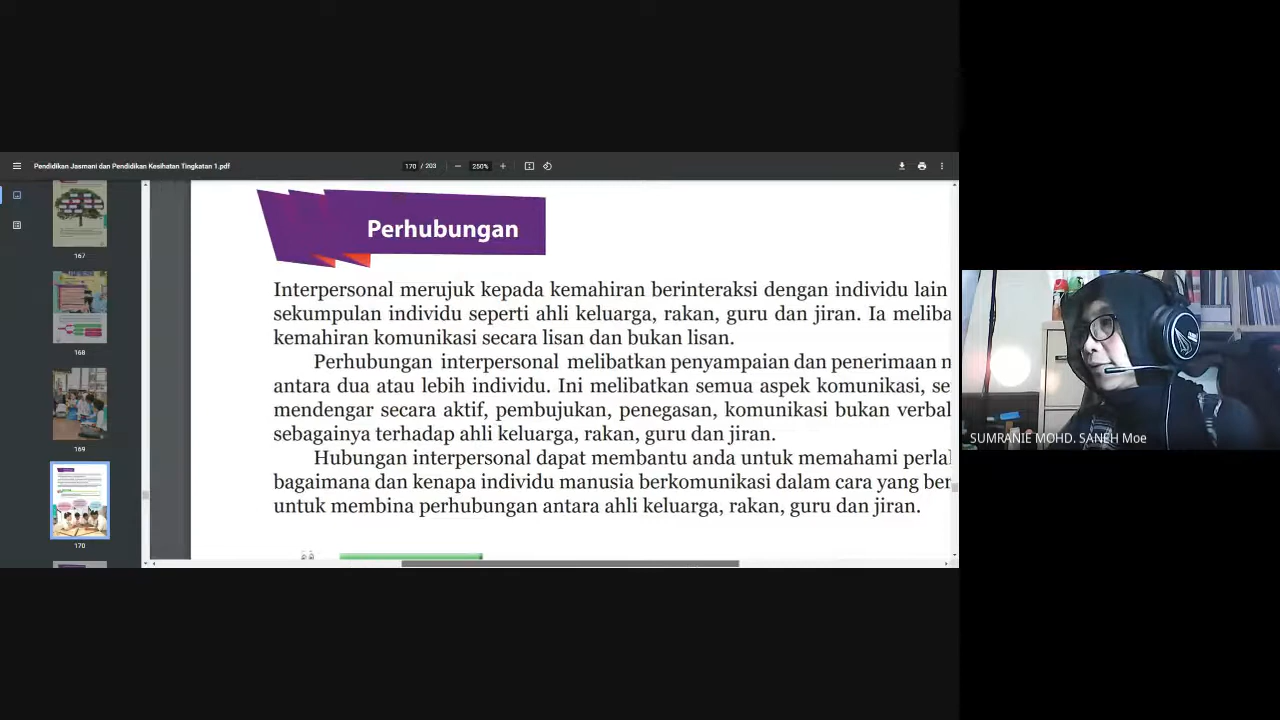 Pendidikan Jasmani dan Pendidikan Kesihatan Tingkatan 1.pdf
170 / 203
250%
167
168
169
170
Perhubungan
Interpersonal merujuk kepada kemahiran berinteraksi dengan individu lain
sekumpulan individu seperti ahli keluarga, rakan, guru dan jiran. Ia meliba
kemahiran komunikasi secara lisan dan bukan lisan.
Perhubungan interpersonal melibatkan penyampaian dan penerimaan m
antara dua atau lebih individu. Ini melibatkan semua aspek komunikasi, se
mendengar secara aktif, pembujukan, penegasan, komunikasi bukan verbal
sebagainya terhadap ahli keluarga, rakan, guru dan jiran.
Hubungan interpersonal dapat membantu anda untuk memahami perla
bagaimana dan kenapa individu manusia berkomunikasi dalam cara yang ber
untuk membina perhubungan antara ahli keluarga, rakan, guru dan jiran.
SUMRANIE MOHD. SANEH Moe